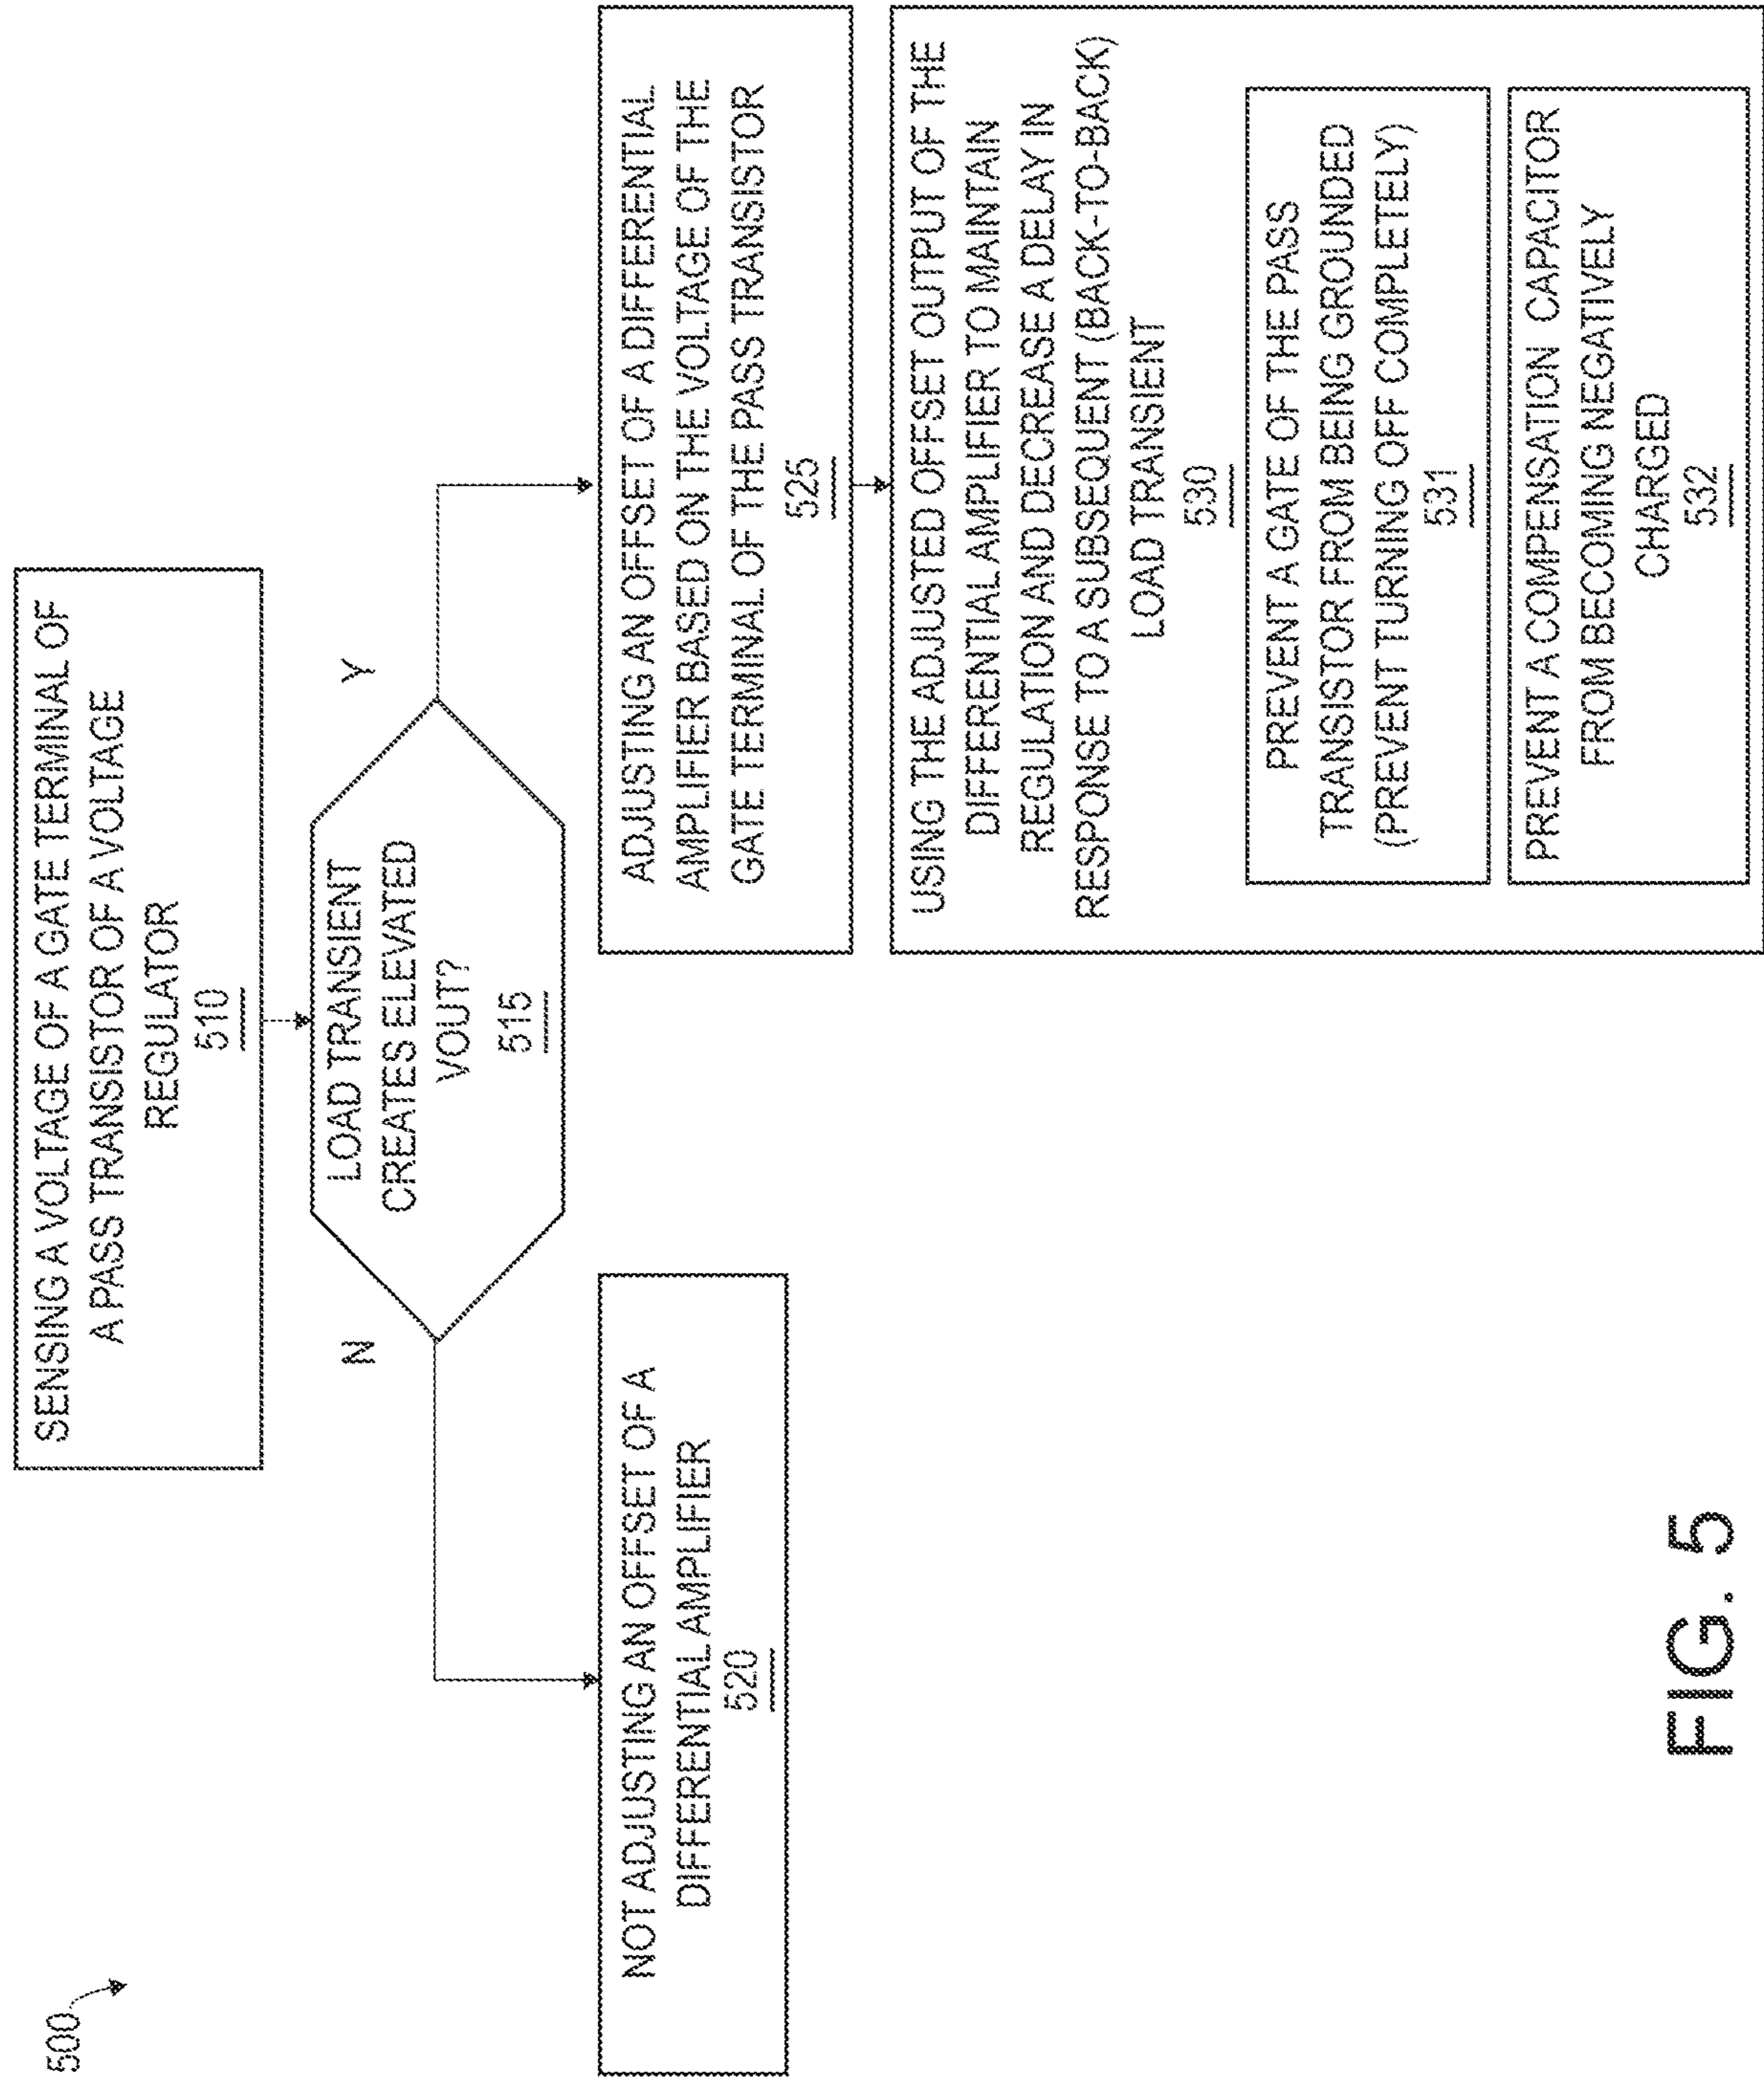 500
SENSING A VOLTAGE OF A GATE TERMINAL OF
A PASS TRANSISTOR OF A VOLTAGE
REGULATOR
510
LOAD TRANSIENT
CREATES ELEVATED
VOUT?
515
N
Y
NOT ADJUSTING AN OFFSET OF A
DIFFERENTIAL AMPLIFIER
520
ADJUSTING AN OFFSET OF A DIFFERENTIAL
AMPLIFIER BASED ON THE VOLTAGE OF THE
GATE TERMINAL OF THE PASS TRANSISTOR
525
USING THE ADJUSTED OFFSET OUTPUT OF THE
DIFFERENTIAL AMPLIFIER TO MAINTAIN
REGULATION AND DECREASE A DELAY IN
RESPONSE TO A SUBSEQUENT (BACK-TO-BACK)
LOAD TRANSIENT
530
PREVENT A GATE OF THE PASS
TRANSISTOR FROM BEING GROUNDED
(PREVENT TURNING OFF COMPLETELY)
531
PREVENT A COMPENSATION CAPACITOR
FROM BECOMING NEGATIVELY
CHARGED
532
FIG. 5